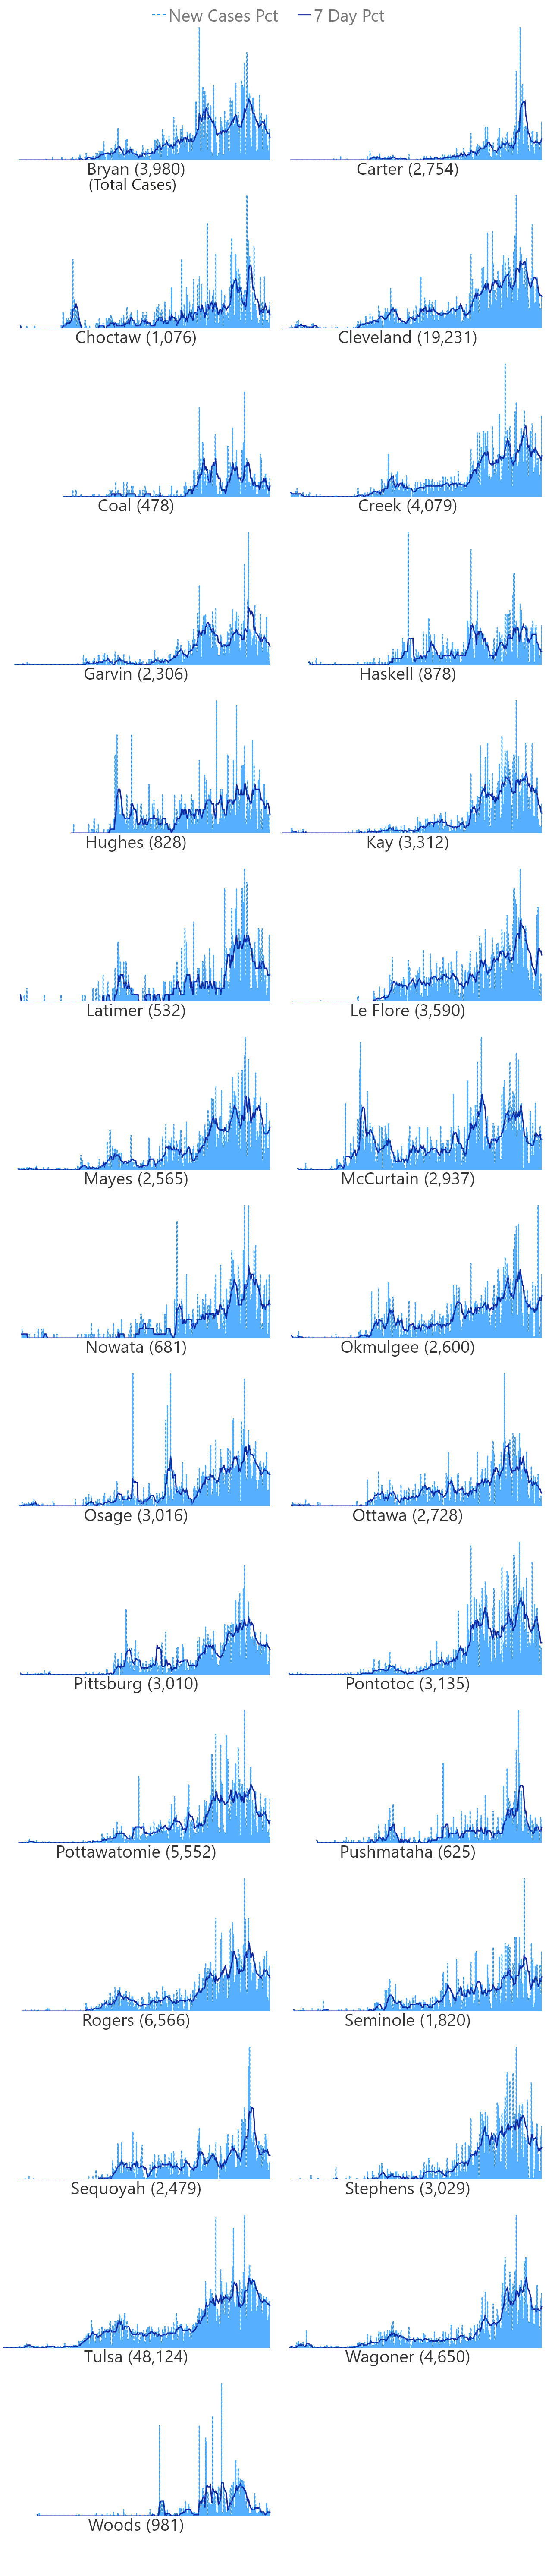 New Cases Pct 7 Day Pct
Bryan (3,980) Carter (2,754)
(Total Cases)
Choctaw (1,076) Cleveland (19,231)
Coal (478) Creek (4,079)
Garvin (2,306) Haskell (878)
Hughes (828) Kay (3,312)
Latimer (532) Le Flore (3,590)
Mayes (2,565) McCurtain (2,937)
Nowata (681) Okmulgee (2,600)
Osage (3,016) Ottawa (2,728)
Pittsburg (3,010) Pontotoc (3,135)
Pottawatomie (5,552) Pushmataha (625)
Rogers (6,566) Seminole (1,820)
Sequoyah (2,479) Stephens (3,029)
Tulsa (48,124) Wagoner (4,650)
Woods (981)